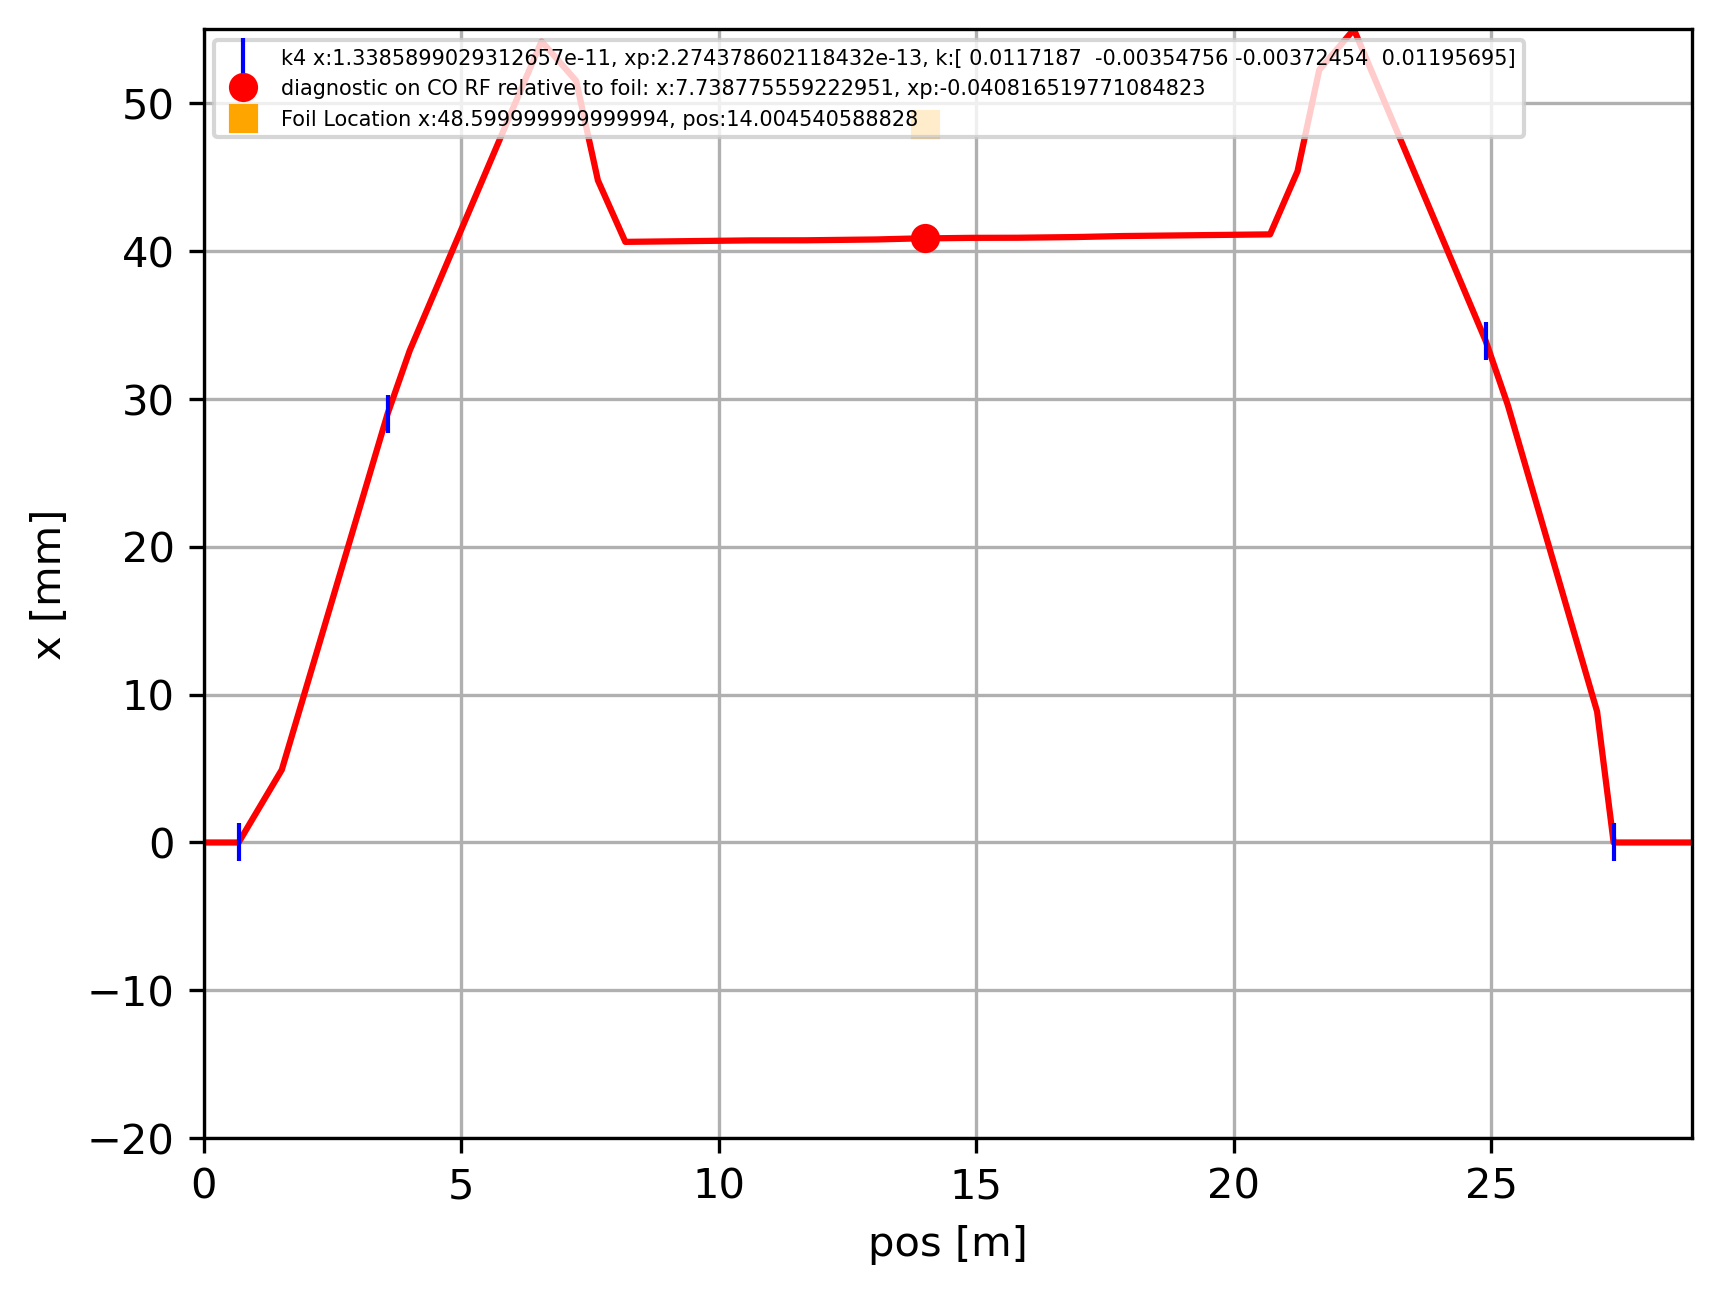 k4 x:1.3385899029312657e-11, xp:2.274378602118432e-13, k:[ 0.0117187  -0.00354756 -0.00372454  0.01195695]
diagnostic on CO RF relative to foil: x:7.738775559222951, xp:-0.040816519771084823
Foil Location x:48.599999999999994, pos:14.004540588828
50
40
30
20
10
0
−10
−20
x [mm]
0 5 10 15 20 25
pos [m]